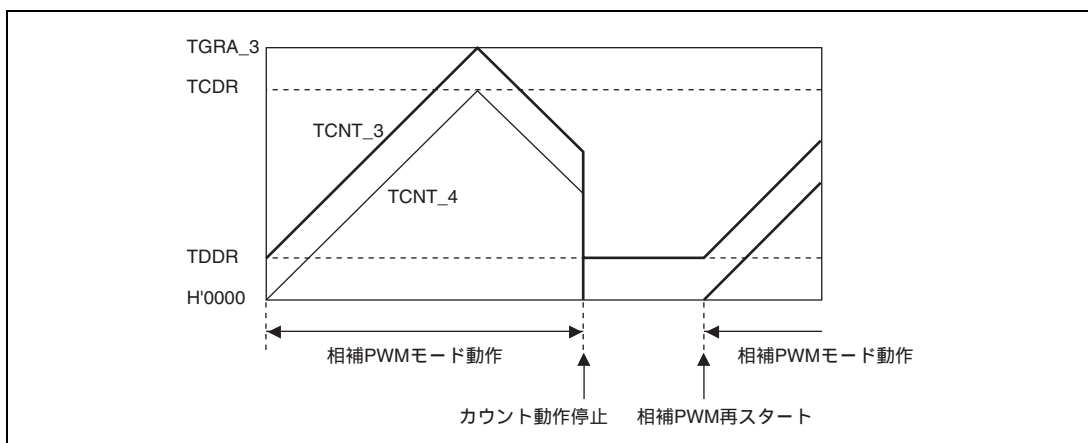 TGRA_3
TCDR
TCNT_3
TCNT_4
TDDR
H'0000
相補PWMモード動作
相補PWMモード動作
カウント動作停止
相補PWM再スタート